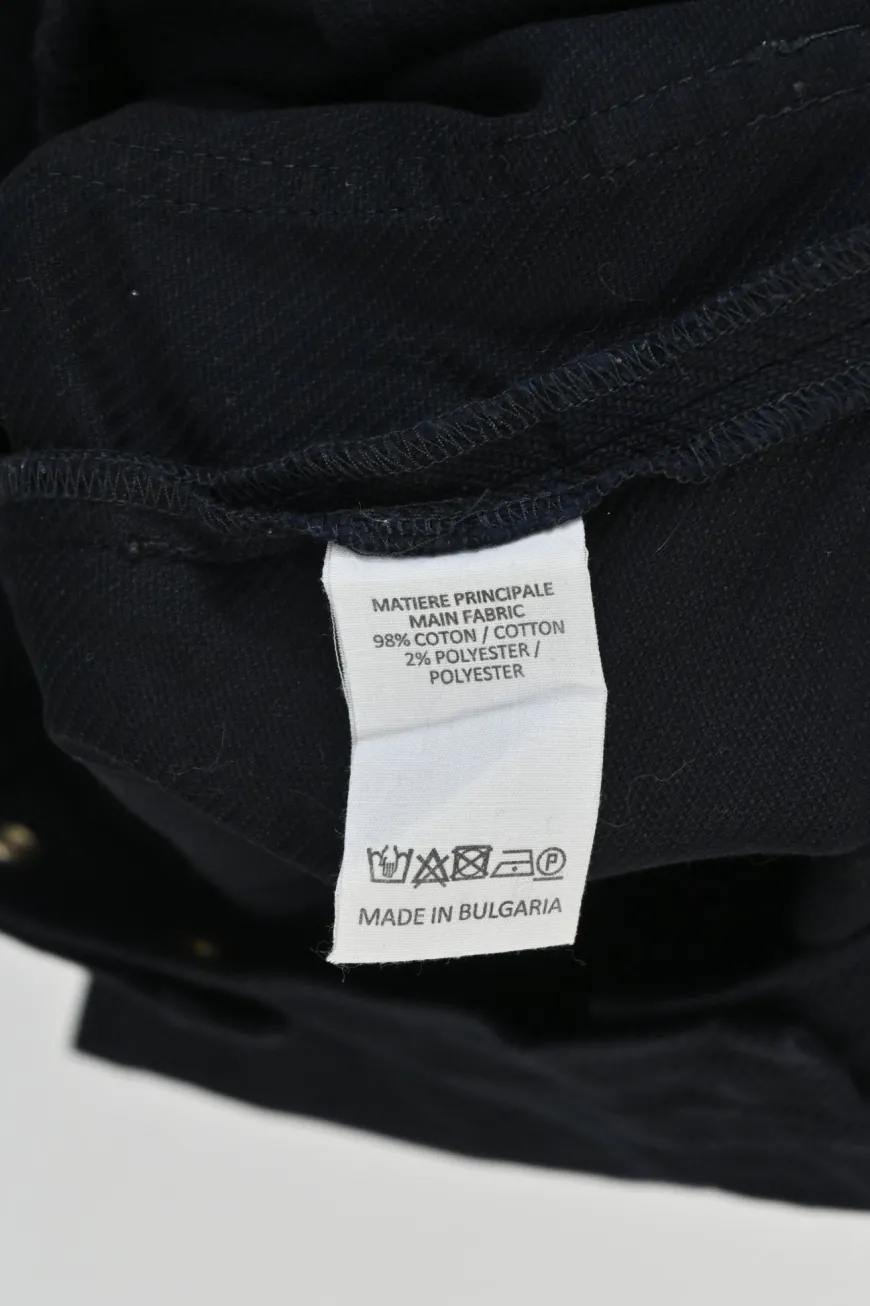 MATIERE PRINCIPALE
MAIN FABRIC
98% COTON / COTTON
2% POLYESTER /
POLYESTER
P
MADE IN BULGARIA